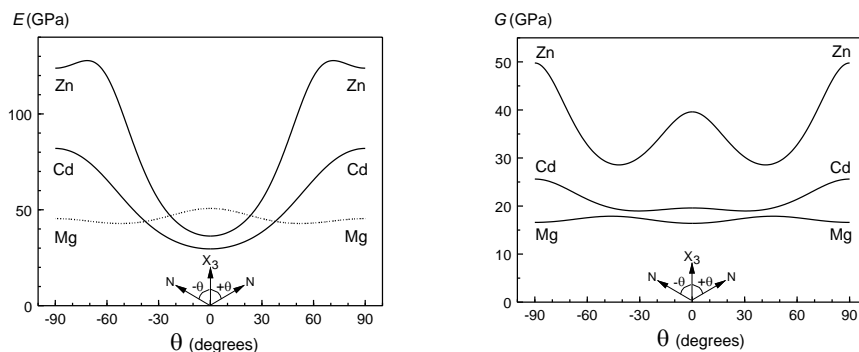 E (GPa)
Zn
Zn
Cd
Cd
Mg
Mg
100
50
0
X3
N
-θ
+θ
N
-90
-60
-30
0
30
60
90
θ (degrees)
G (GPa)
Zn
Zn
50
40
30
Cd
Cd
20
Mg
Mg
10
0
X3
N
-θ
+θ
N
-90
-60
-30
0
30
60
90
θ (degrees)